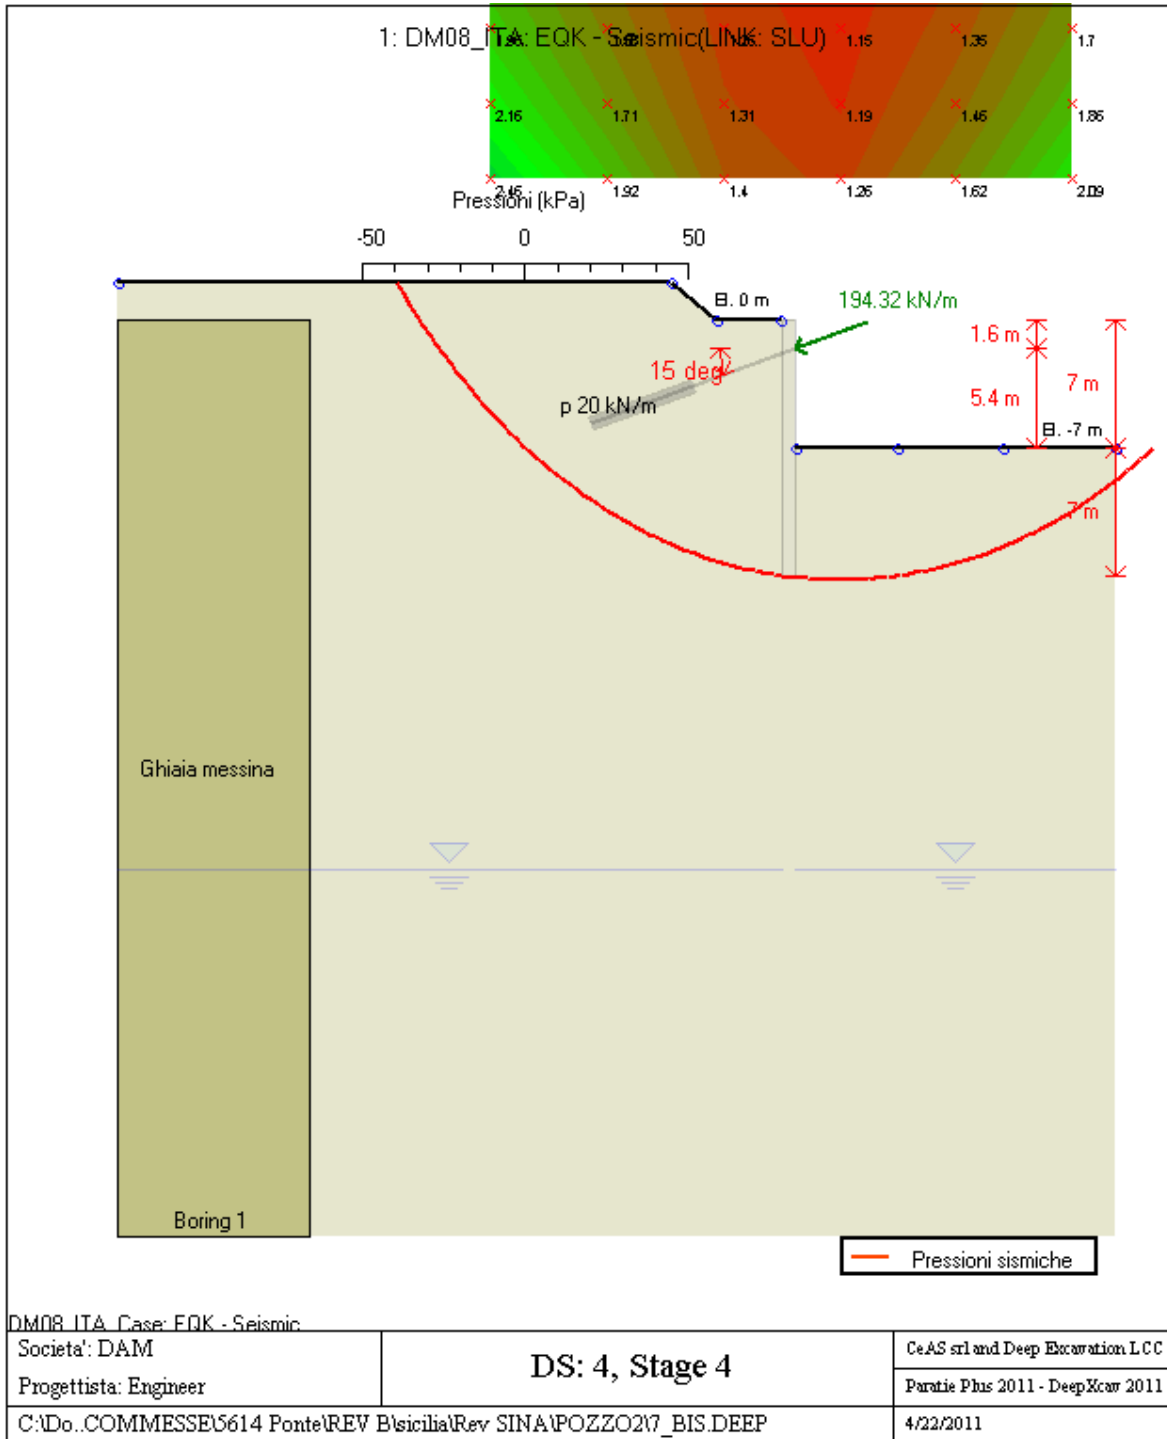 1: DM08_ITA: EQK - Seismic(LINK: SLU)
1.15 1.35 1.7
2.16 1.71 1.31 1.19 1.46 1.86
1.92 1.4 1.26 1.62 2.09
Pressioni (kPa)
-50 0 50
El. 0 m
194.32 kN/m
1.6 m
15 deg
5.4 m
7 m
p 20 kN/m
El. -7 m
7 m
Ghiaia messina
Boring 1
Pressioni sismiche
DM08_ITA, Case: EQK - Seismic
Societa': DAM
Progettista: Engineer
DS: 4, Stage 4
CeAS srl and Deep Excavation LCC
Paratie Plus 2011 - DeepXcav 2011
C:\Do..COMMESSE\5614 Ponte\REV B\sicilia\Rev SINA\POZZO2\7_BIS.DEEP
4/22/2011